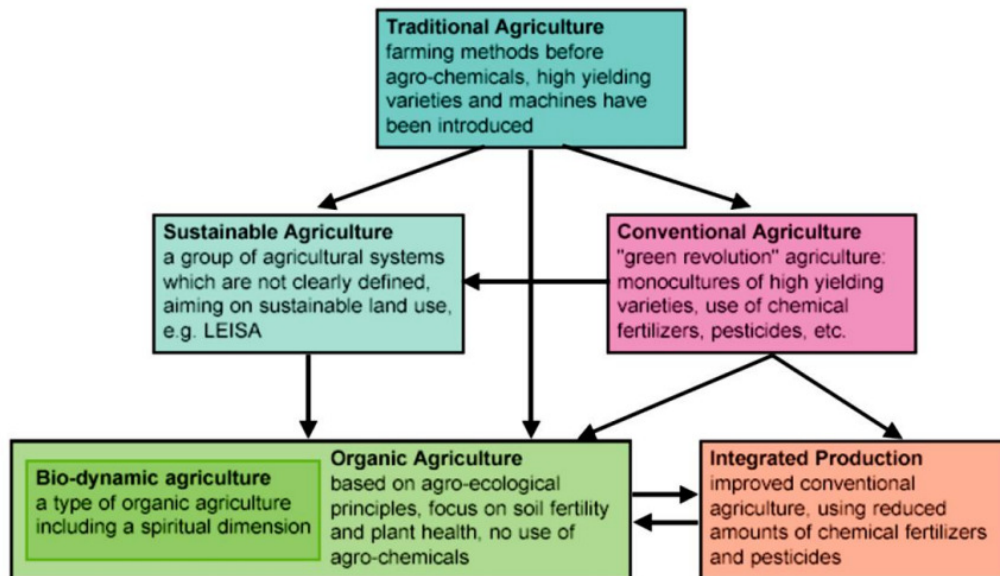 Traditional Agriculture
farming methods before
agro-chemicals, high yielding
varieties and machines have
been introduced
Sustainable Agriculture
a group of agricultural systems
which are not clearly defined,
aiming on sustainable land use,
e.g. LEISA
Conventional Agriculture
"green revolution" agriculture:
monocultures of high yielding
varieties, use of chemical
fertilizers, pesticides, etc.
Bio-dynamic agriculture
a type of organic agriculture
including a spiritual dimension
Organic Agriculture
based on agro-ecological
principles, focus on soil fertility
and plant health, no use of
agro-chemicals
Integrated Production
improved conventional
agriculture, using reduced
amounts of chemical fertilizers
and pesticides